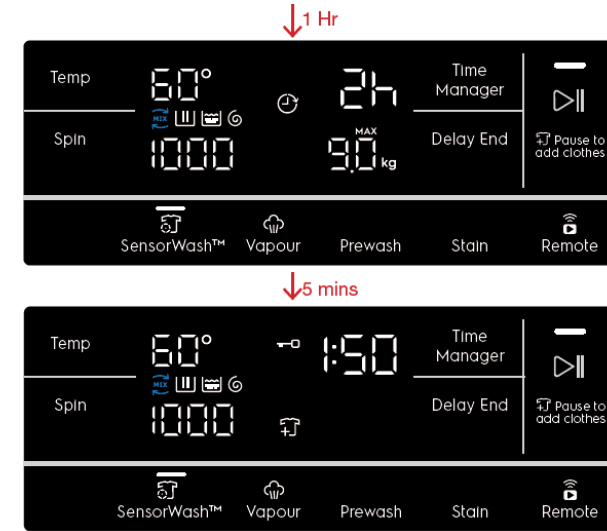 1 Hr
Temp
60°
2h
Time
Manager
MIX
Spin
1000
MAX
9.0 kg
Delay End
Pause to
add clothes
SensorWash™
Vapour
Prewash
Stain
Remote
5 mins
Temp
60°
1:50
Time
Manager
MIX
Spin
1000
Delay End
Pause to
add clothes
SensorWash™
Vapour
Prewash
Stain
Remote